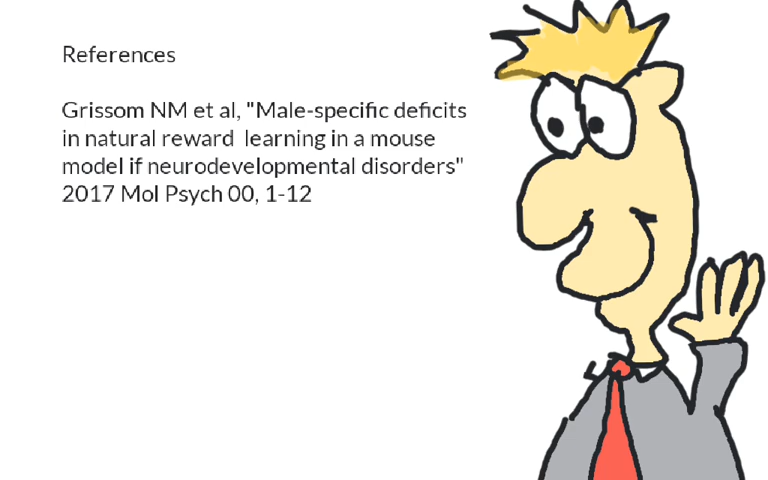 References
Grissom NM et al, "Male-specific deficits
in natural reward learning in a mouse
model if neurodevelopmental disorders"
2017 Mol Psych 00, 1-12